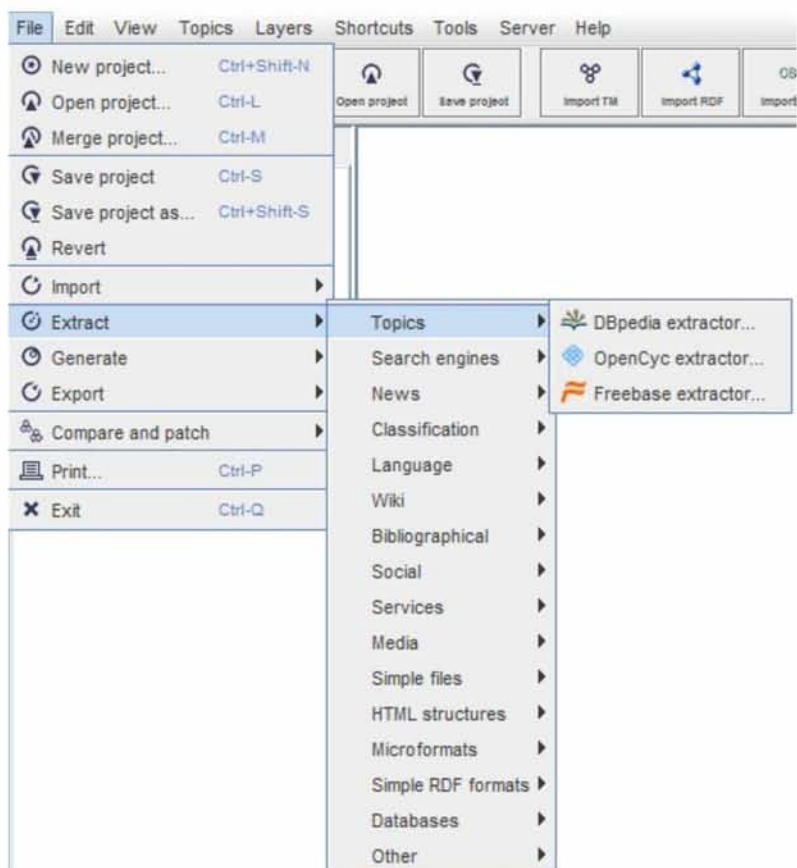 File Edit View Topics Layers Shortcuts Tools Server Help
New project... Ctrl+Shift-N
Open project... Ctrl-L
Merge project... Ctrl-M
Save project Ctrl-S
Save project as... Ctrl+Shift-S
Revert
Import
Extract
Generate
Export
Compare and patch
Print... Ctrl-P
Exit Ctrl-Q
Open project
Save project
Import TM
Import RDF
Import
Topics
Search engines
News
Classification
Language
Wiki
Bibliographical
Social
Services
Media
Simple files
HTML structures
Microformats
Simple RDF formats
Databases
Other
DBpedia extractor...
OpenCyc extractor...
Freebase extractor...